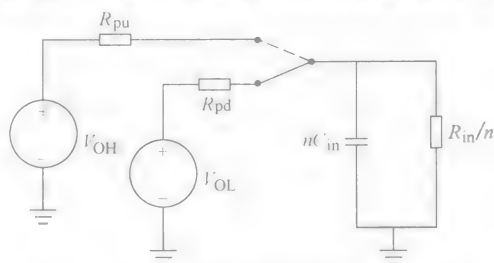 Rpu
Rpd
+
+
VOH
-
VOL
-
nCin
Rin/n